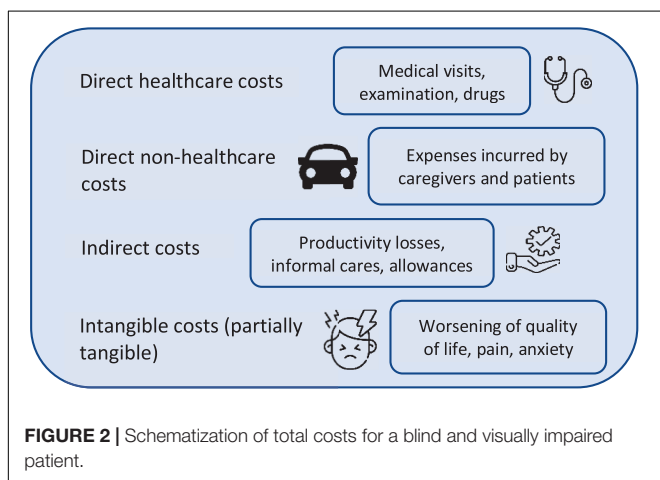 Direct healthcare costs
Medical visits,
examination, drugs
Direct non-healthcare
costs
Expenses incurred by
caregivers and patients
Indirect costs
Productivity losses,
informal cares, allowances
Intangible costs (partially
tangible)
Worsening of quality
of life, pain, anxiety
FIGURE 2 | Schematization of total costs for a blind and visually impaired
patient.